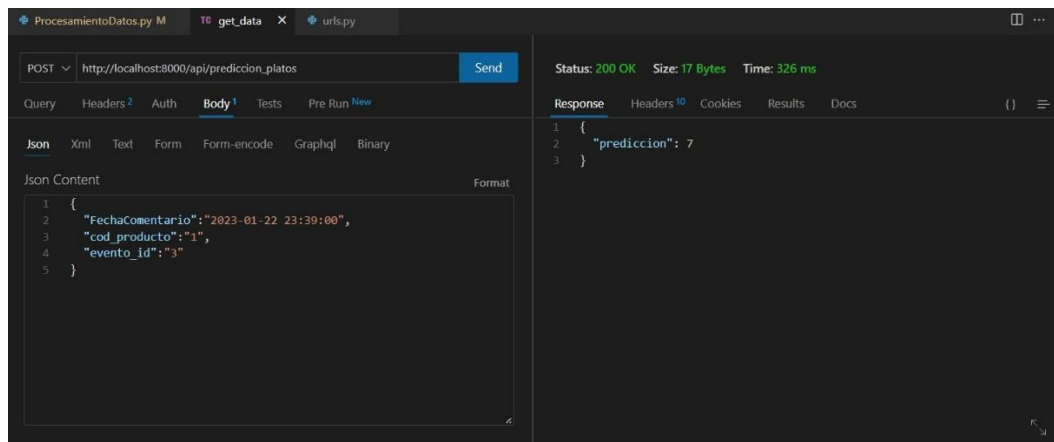 ProcesamientoDatos.py M TC get_data X urls.py ...
POST http://localhost:8000/api/prediccion_platos Send
Query Headers 2 Auth Body 1 Tests Pre Run New
Json Xml Text Form Form-encode Graphql Binary
Json Content Format
1 {
2 "FechaComentario":"2023-01-22 23:39:00",
3 "cod_producto":"1",
4 "evento_id":"3"
5 }
Status: 200 OK Size: 17 Bytes Time: 326 ms
Response Headers 10 Cookies Results Docs {}
1 {
2 "prediccion": 7
3 }